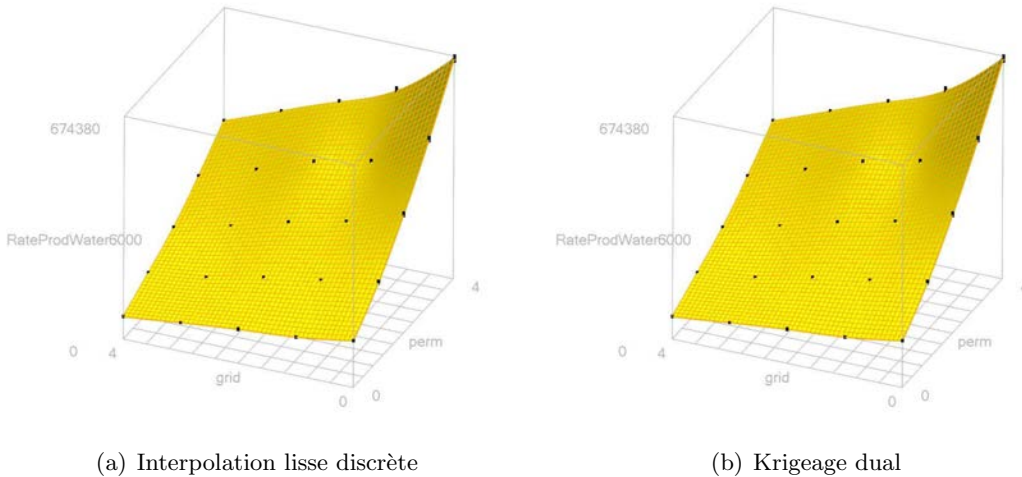 674380
RateProdWater6000
0
4
grid
0
0
perm
4
(a) Interpolation lisse discrète
674380
RateProdWater6000
0
4
grid
0
0
perm
(b) Krigeage dual